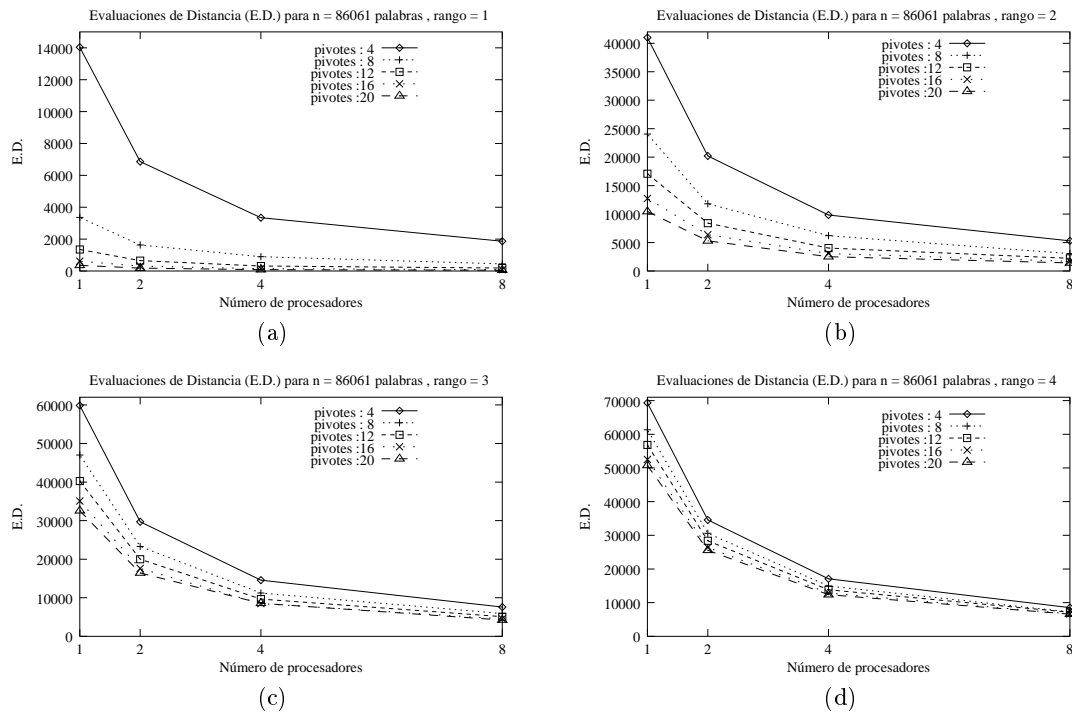 Evaluaciones de Distancia (E.D.) para n = 86061 palabras , rango = 1
14000
12000
10000
8000
6000
4000
2000
0
E.D.
pivotes : 4
pivotes : 8
pivotes :12
pivotes :16
pivotes :20
1 2 4 8
Número de procesadores
(a)
Evaluaciones de Distancia (E.D.) para n = 86061 palabras , rango = 2
40000
35000
30000
25000
20000
15000
10000
5000
0
E.D.
pivotes : 4
pivotes : 8
pivotes :12
pivotes :16
pivotes :20
1 2 4 8
Número de procesadores
(b)
Evaluaciones de Distancia (E.D.) para n = 86061 palabras , rango = 3
60000
50000
40000
30000
20000
10000
0
E.D.
pivotes : 4
pivotes : 8
pivotes :12
pivotes :16
pivotes :20
1 2 4 8
Número de procesadores
(c)
Evaluaciones de Distancia (E.D.) para n = 86061 palabras , rango = 4
70000
60000
50000
40000
30000
20000
10000
0
E.D.
pivotes : 4
pivotes : 8
pivotes :12
pivotes :16
pivotes :20
1 2 4 8
Número de procesadores
(d)